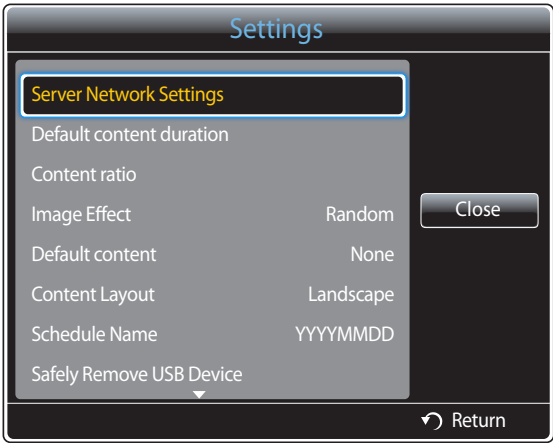 Settings
Server Network Settings
Default content duration
Content ratio
Image Effect Random
Close
Default content None
Content Layout Landscape
Schedule Name YYYYMMDD
Safely Remove USB Device
Return